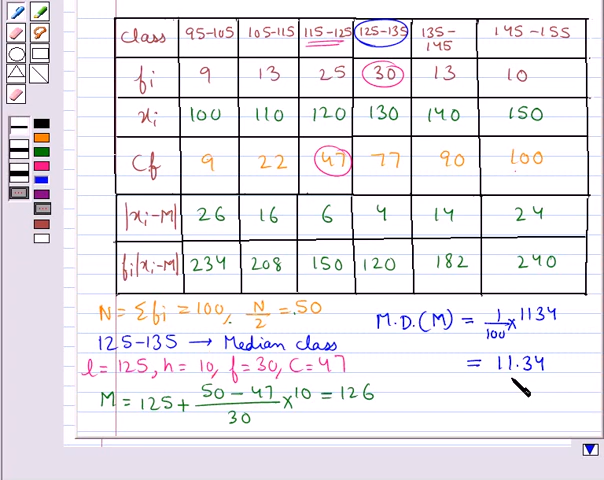 class 95-105 105-115 115-125 125-135 135-145 145-155
fi 9 13 25 30 13 10
xi 100 110 120 130 140 150
Cf 9 22 47 77 90 100
|xi-M| 26 16 6 4 14 24
fi|xi-M| 234 208 150 120 182 240
N = Σfi = 100, N/2 = 50
125-135 → Median class
l = 125, h = 10, f = 30, C = 47
M = 125 + (50 - 47)/30 × 10 = 126
M.D.(M) = 1/100 × 1134
= 11.34